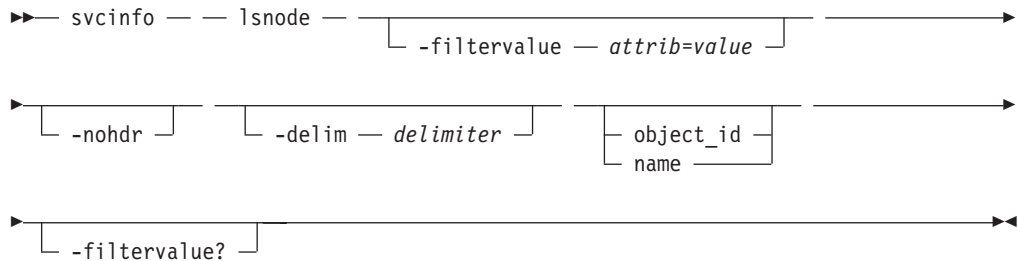 svcinfo lsnode
-filtervalue attrib=value
-nohdr -delim delimiter object_id
name
-filtervalue?